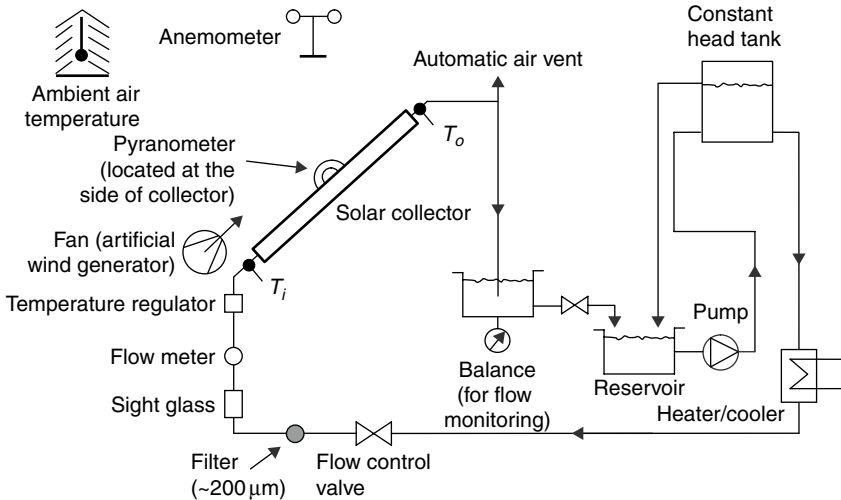 Ambient air
temperature
Anemometer
Automatic air vent
Constant
head tank
Pyranometer
(located at the
side of collector)
T_o
Solar collector
Fan (artificial
wind generator)
T_i
Temperature regulator
Flow meter
Sight glass
Balance
(for flow
monitoring)
Reservoir
Pump
Heater/cooler
Filter
(~200 μm)
Flow control
valve